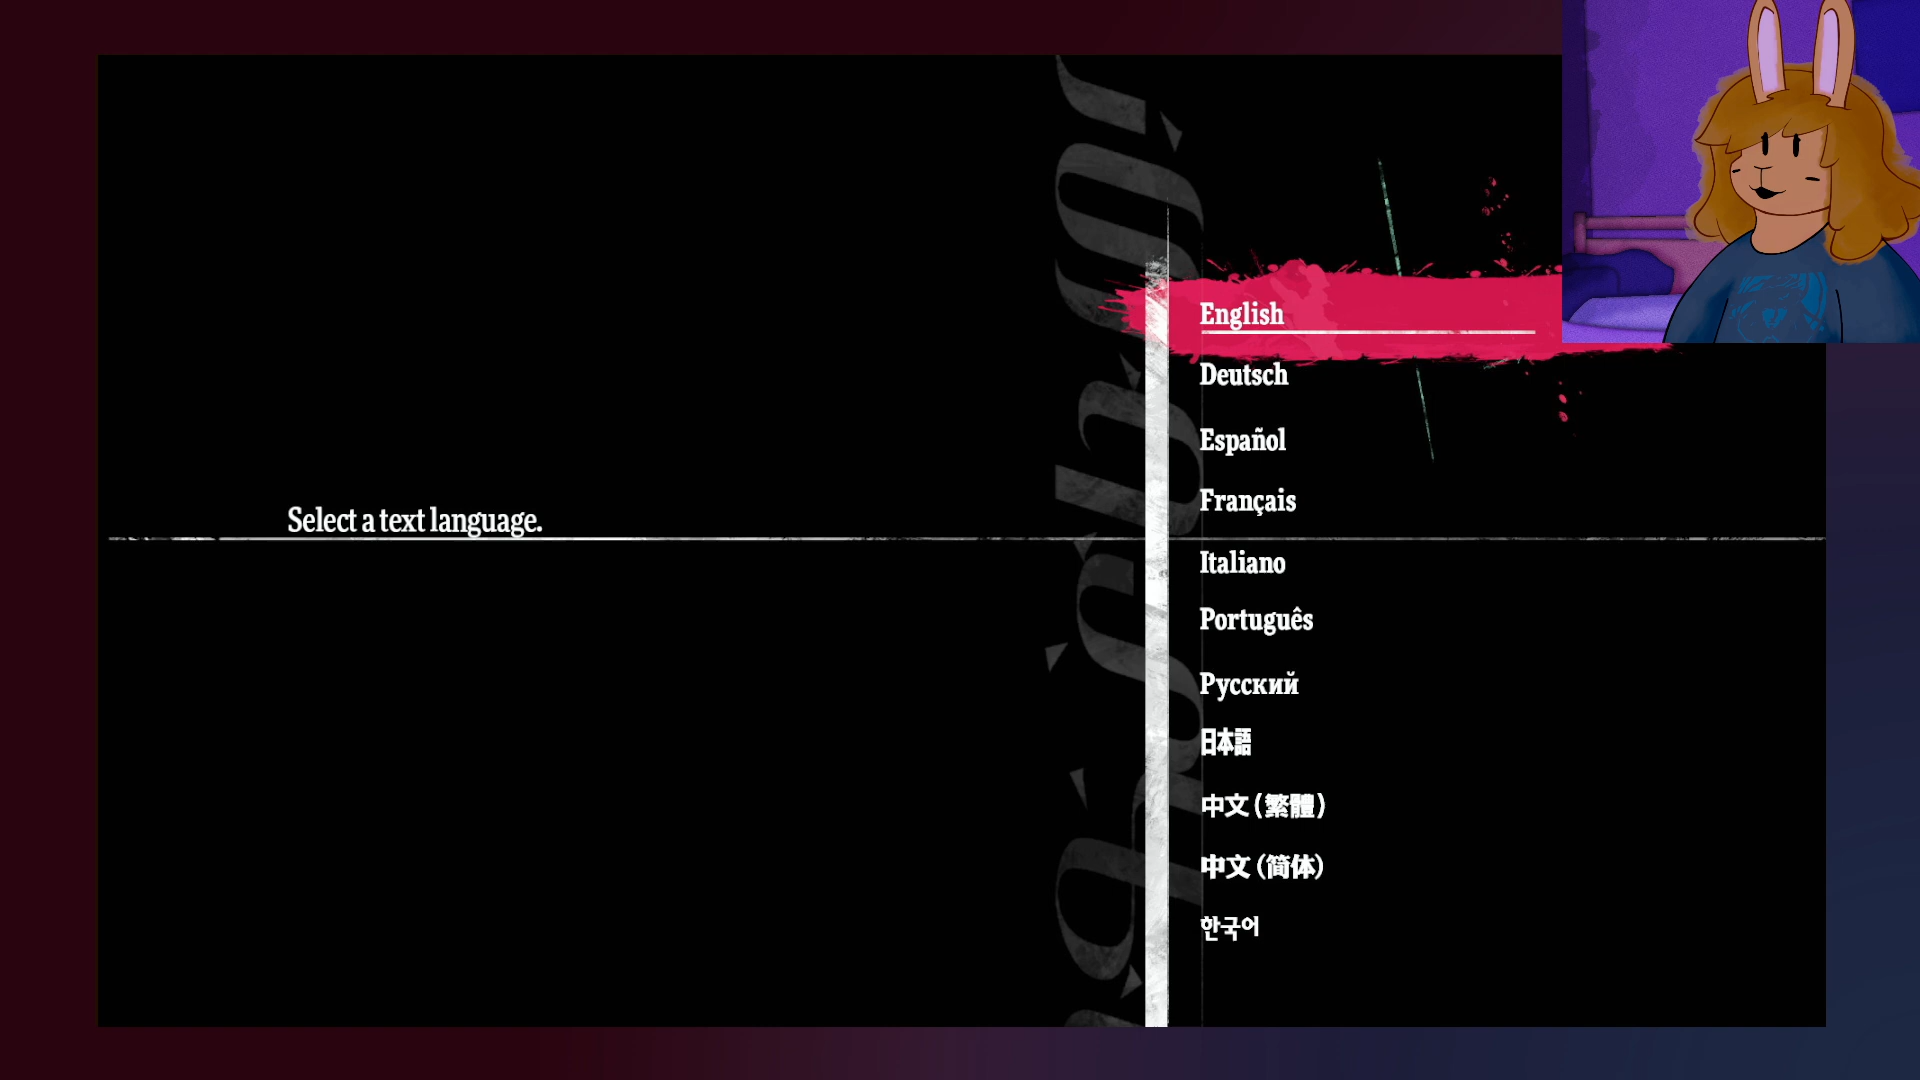 Select a text language.
English
Deutsch
Español
Français
Italiano
Português
Русский
日本語
中文 (繁體)
中文 (简体)
한국어